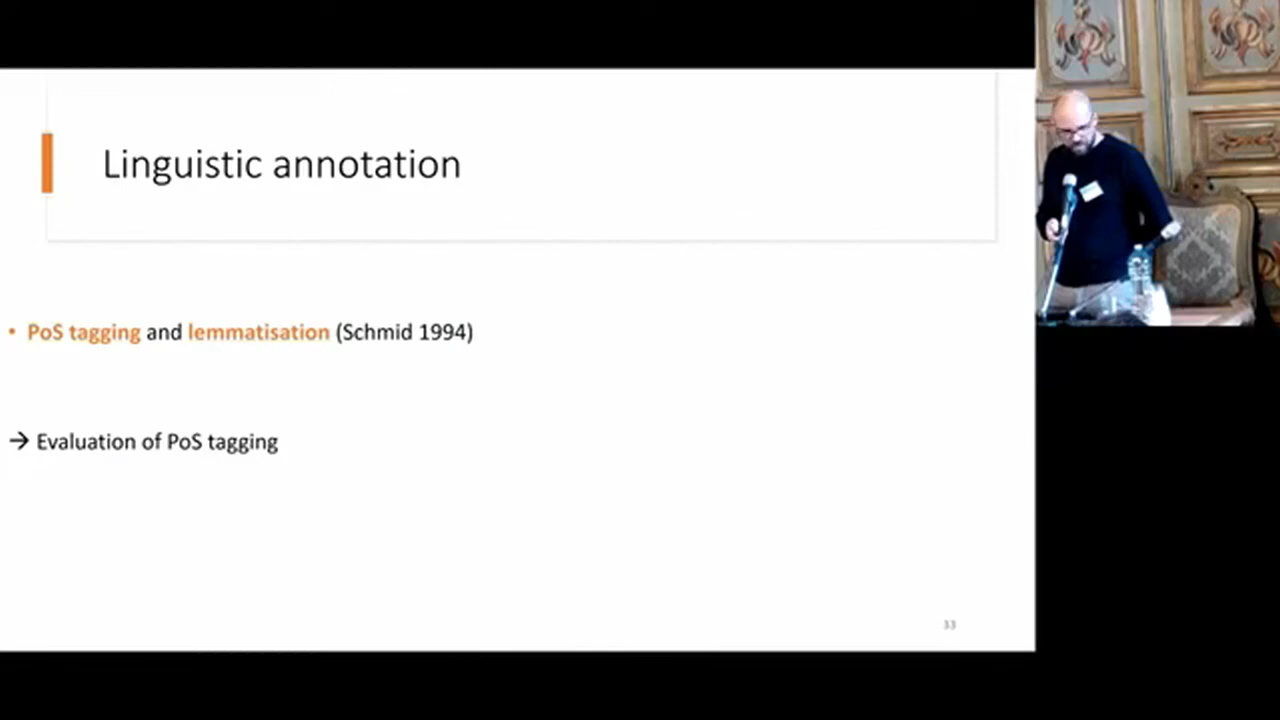 Linguistic annotation
• PoS tagging and lemmatisation (Schmid 1994)
→ Evaluation of PoS tagging
33